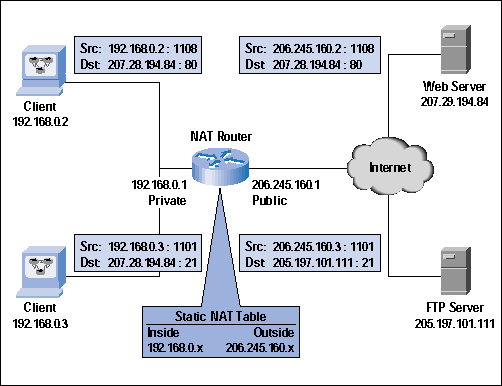 Src: 192.168.0.2 : 1108
Dst: 207.28.194.84 : 80
Src: 206.245.160.2 : 1108
Dst: 207.28.194.84 : 80
Client
192.168.0.2
Web Server
207.29.194.84
NAT Router
Internet
192.168.0.1
Private
206.245.160.1
Public
Src: 192.168.0.3 : 1101
Dst: 207.28.194.84 : 21
Src: 206.245.160.3 : 1101
Dst: 205.197.101.111 : 21
Client
192.168.0.3
FTP Server
205.197.101.111
Static NAT Table
Inside Outside
192.168.0.x 206.245.160.x